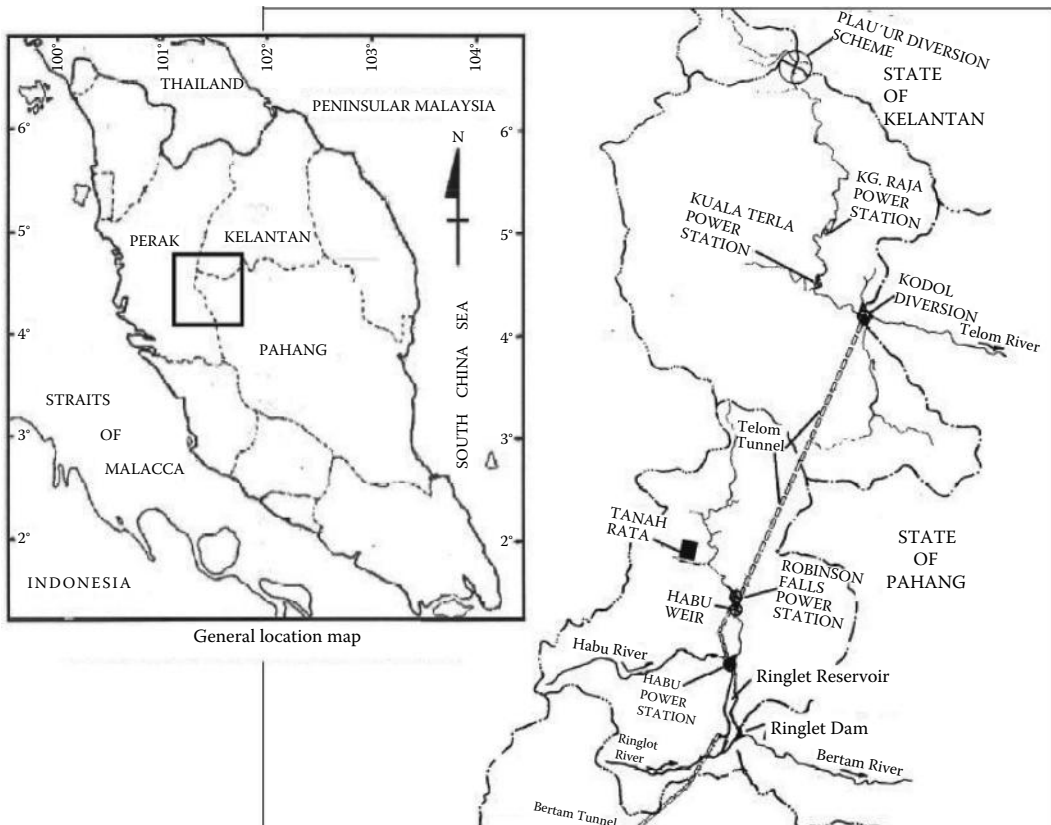 100°
101°
102°
103°
104°
THAILAND
PENINSULAR MALAYSIA
6°
6°
N
5°
5°
PERAK
KELANTAN
4°
4°
PAHANG
SOUTH CHINA SEA
STRAITS
OF
MALACCA
3°
3°
2°
2°
INDONESIA
General location map
PLAU'UR DIVERSION
SCHEME
STATE
OF
KELANTAN
KG. RAJA
POWER
STATION
KUALA TERLA
POWER
STATION
KODOL
DIVERSION
Telom River
Telom
Tunnel
TANAH
RATA
STATE
OF
PAHANG
ROBINSON
FALLS
POWER
STATION
HABU
WEIR
Habu River
HABU
POWER
STATION
Ringlet Reservoir
Ringlet Dam
Ringlot
River
Bertam River
Bertam Tunnel